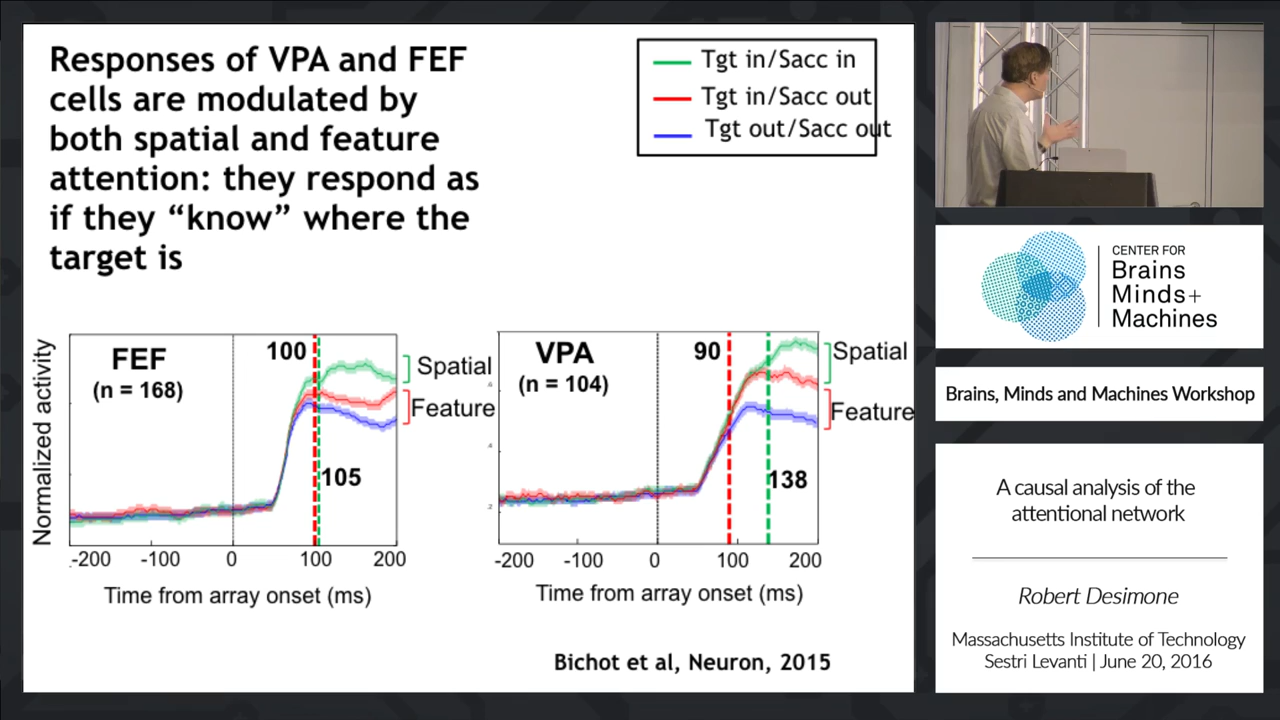 Responses of VPA and FEF
cells are modulated by
both spatial and feature
attention: they respond as
if they “know” where the
target is
Tgt in/Sacc in
Tgt in/Sacc out
Tgt out/Sacc out
Normalized activity
FEF
(n = 168)
100
105
Spatial
Feature
-200 -100 0 100 200
Time from array onset (ms)
VPA
(n = 104)
90
138
Spatial
Feature
.4
.2
-200 -100 0 100 200
Time from array onset (ms)
Bichot et al, Neuron, 2015
CENTER FOR
Brains
Minds+
Machines
Brains, Minds and Machines Workshop
A causal analysis of the
attentional network
Robert Desimone
Massachusetts Institute of Technology
Sestri Levanti | June 20, 2016